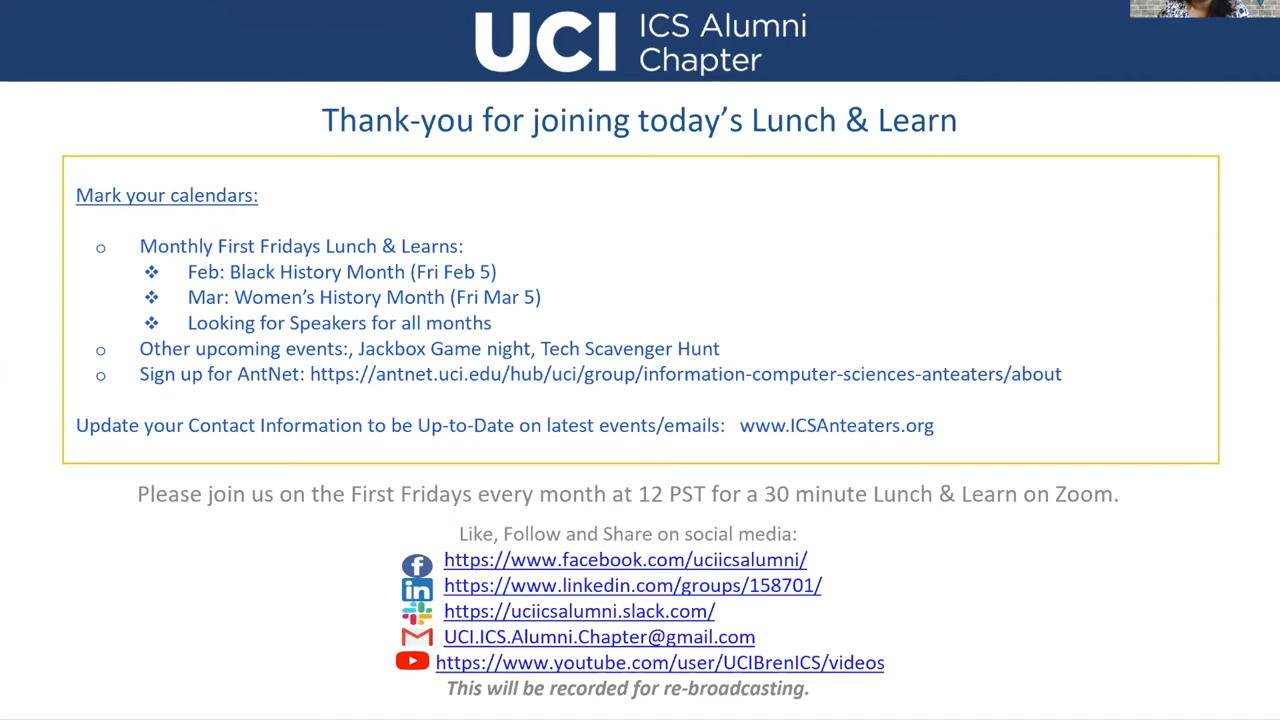 UCI ICS Alumni
Chapter
Thank-you for joining today’s Lunch & Learn
Mark your calendars:
o Monthly First Fridays Lunch & Learns:
❖ Feb: Black History Month (Fri Feb 5)
❖ Mar: Women’s History Month (Fri Mar 5)
❖ Looking for Speakers for all months
o Other upcoming events:, Jackbox Game night, Tech Scavenger Hunt
o Sign up for AntNet: https://antnet.uci.edu/hub/uci/group/information-computer-sciences-anteaters/about
Update your Contact Information to be Up-to-Date on latest events/emails: www.ICSAnteaters.org
Please join us on the First Fridays every month at 12 PST for a 30 minute Lunch & Learn on Zoom.
Like, Follow and Share on social media:
https://www.facebook.com/uciicsalumni/
https://www.linkedin.com/groups/158701/
https://uciicsalumni.slack.com/
UCI.ICS.Alumni.Chapter@gmail.com
https://www.youtube.com/user/UCIBrenICS/videos
This will be recorded for re-broadcasting.